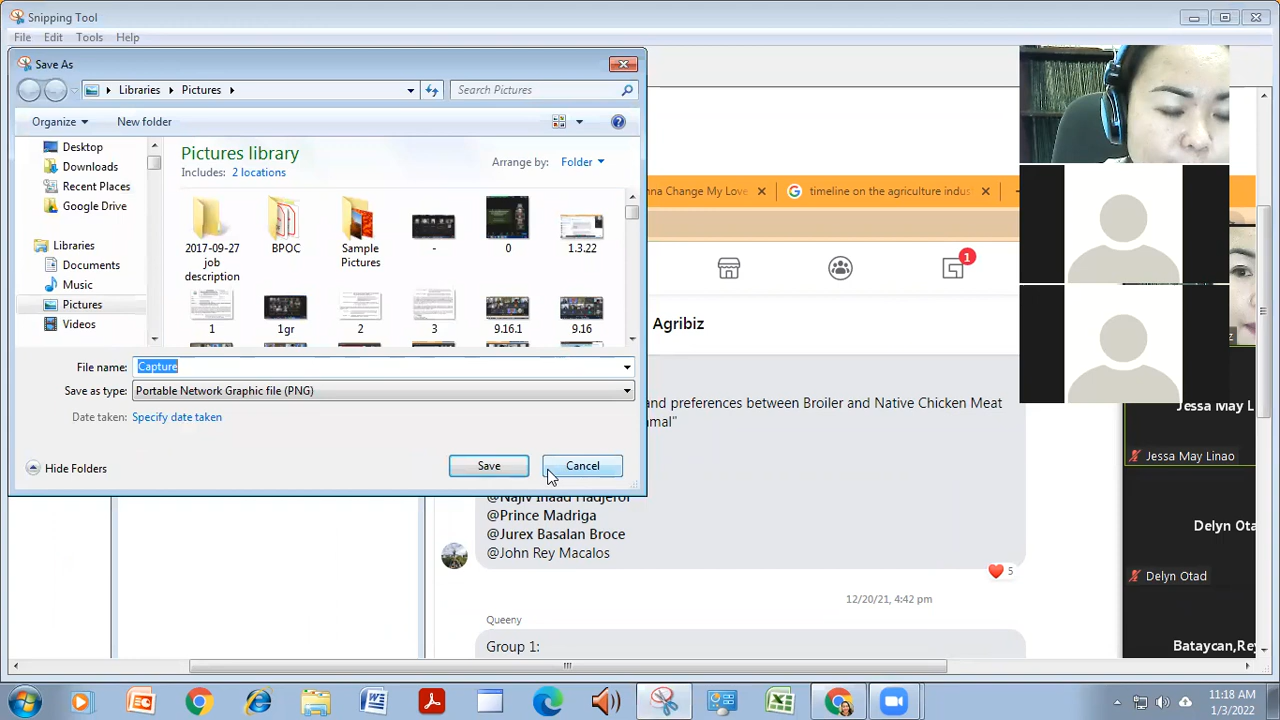 Snipping Tool
File Edit Tools Help
Save As
Libraries Pictures
Search Pictures
Organize New folder
Desktop
Downloads
Recent Places
Google Drive
Libraries
Documents
Music
Pictures
Videos
Pictures library
Includes: 2 locations
Arrange by: Folder
2017-09-27 job description
BPOC
Sample Pictures
-
0
1.3.22
1
1gr
2
3
9.16.1
9.16
File name: Capture
Save as type: Portable Network Graphic file (PNG)
Date taken: Specify date taken
Hide Folders
Save
Cancel
nna Change My Love
timeline on the agriculture indus
1
Agribiz
and preferences between Broiler and Native Chicken Meat
@Prince Madriga
@Jurex Basalan Broce
@John Rey Macalos
5
12/20/21, 4:42 pm
Queeny
Group 1:
Jessa May L
Jessa May Linao
Delyn Ota
Delyn Otad
Bataycan,Rey
11:18 AM
1/3/2022